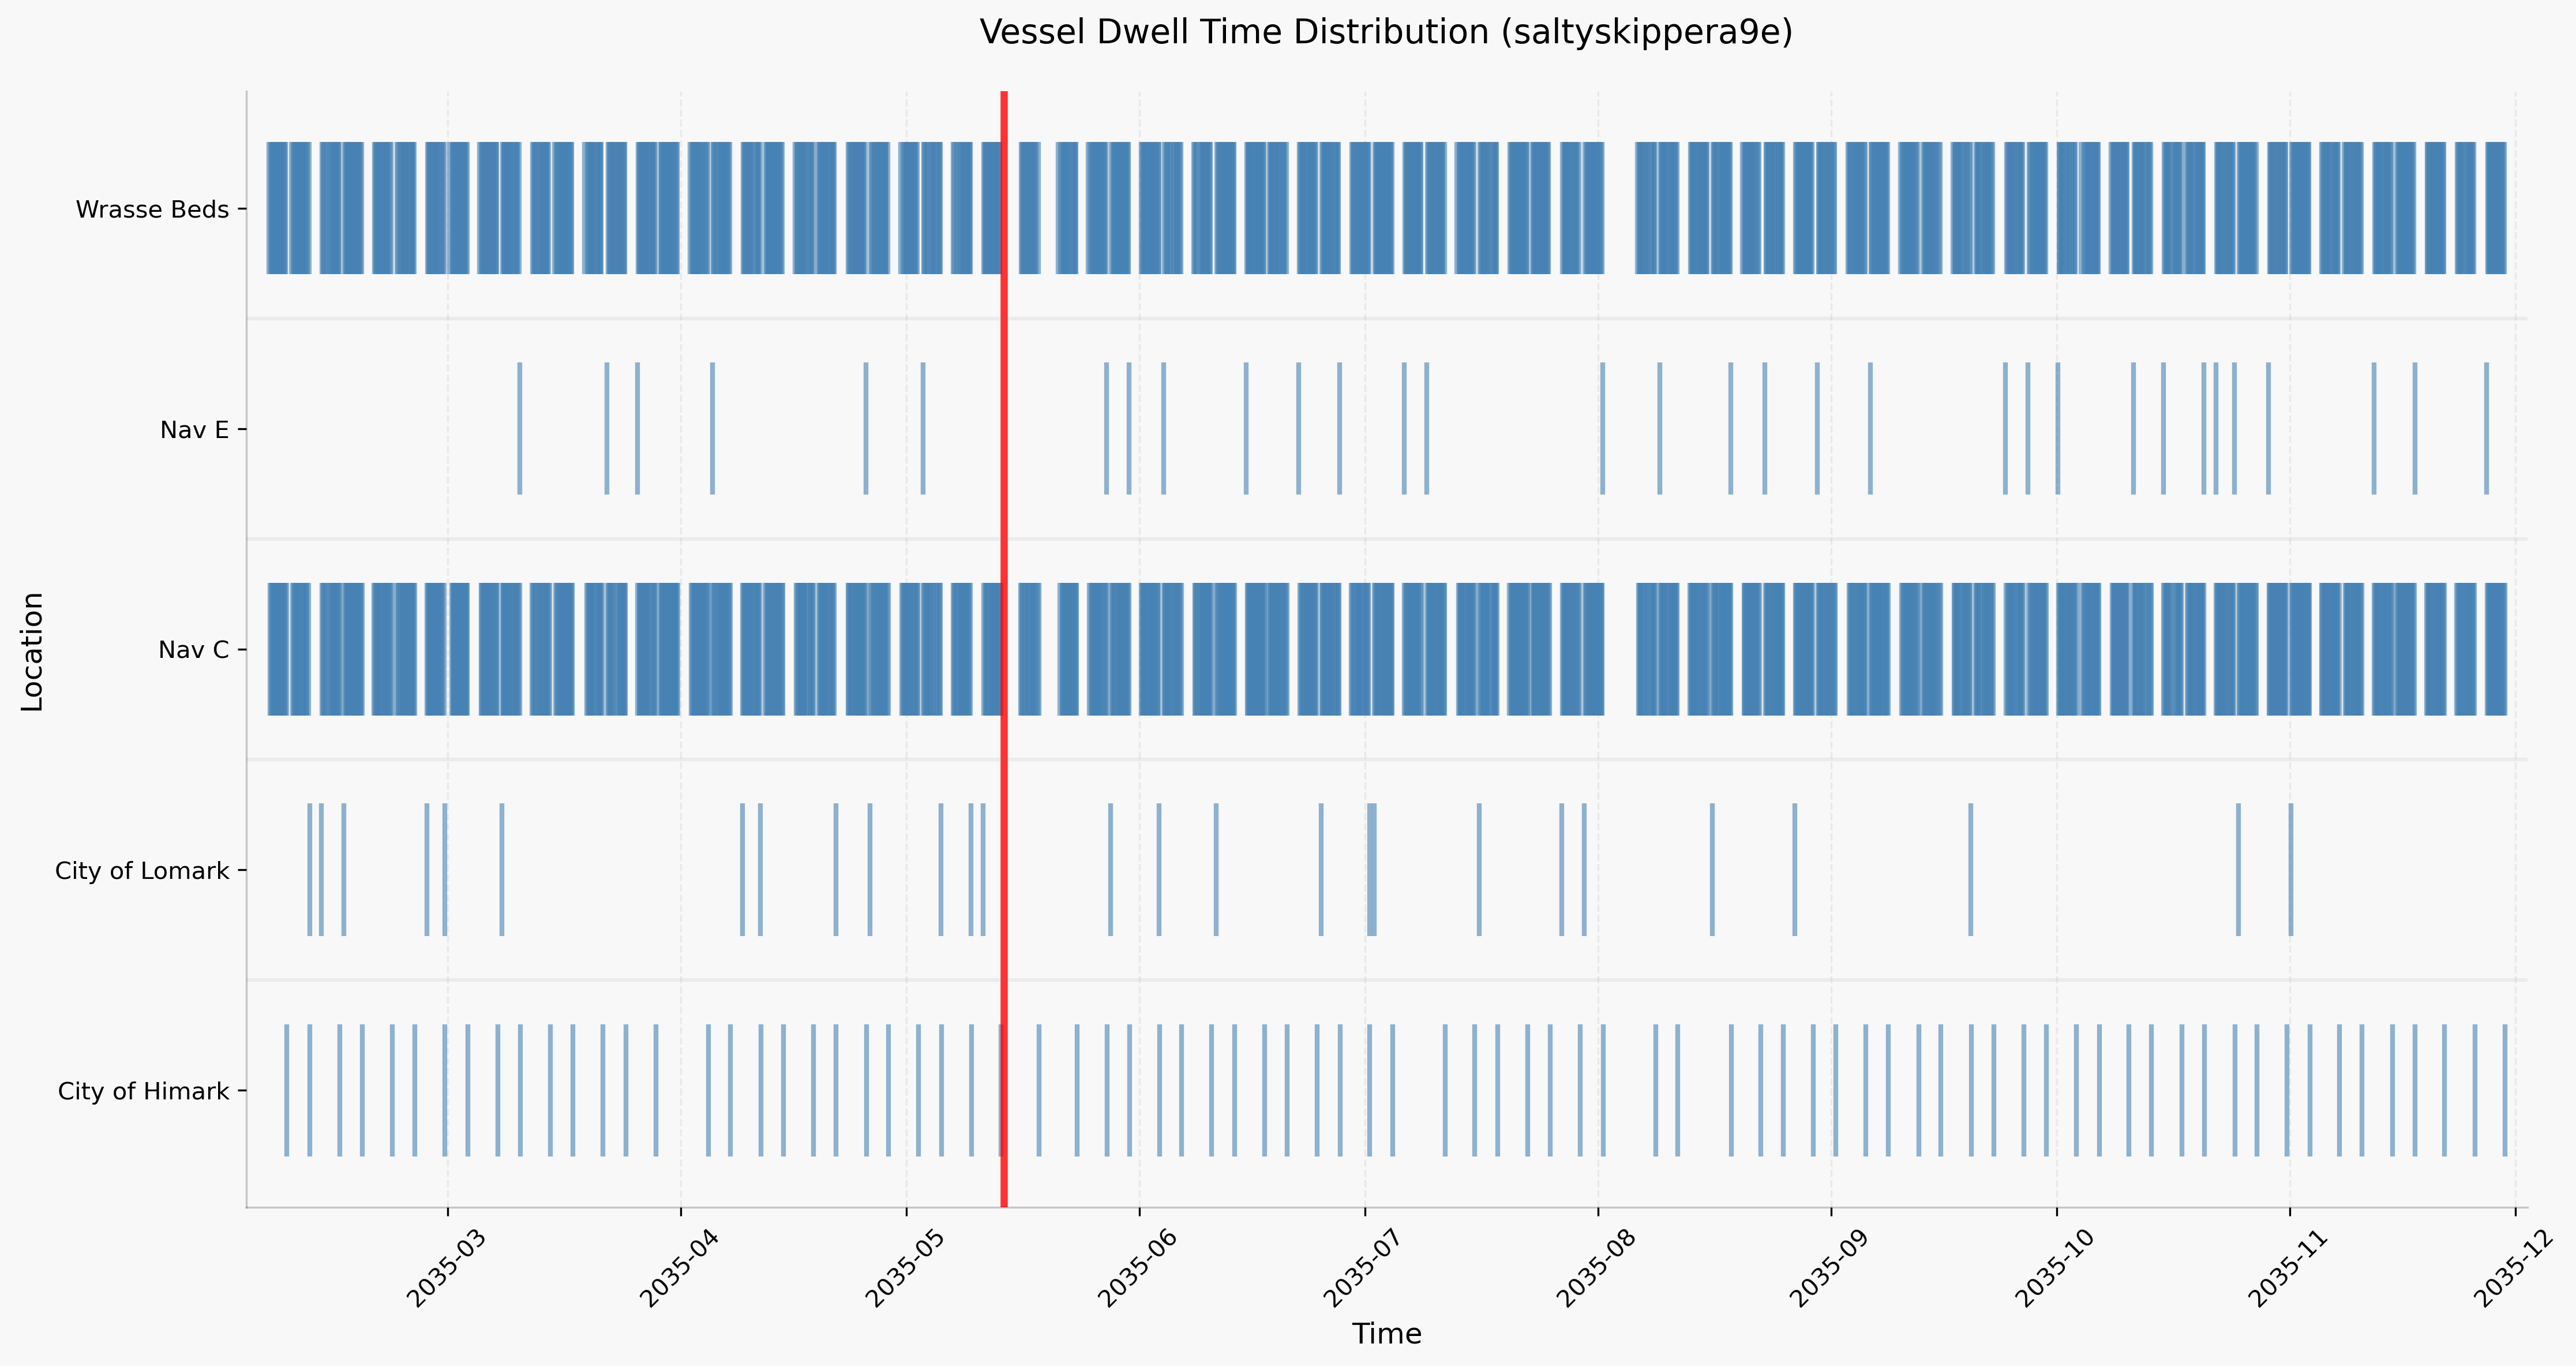 Vessel Dwell Time Distribution (saltyskippera9e)
Location
Wrasse Beds
Nav E
Nav C
City of Lomark
City of Himark
2035-03
2035-04
2035-05
2035-06
2035-07
2035-08
2035-09
2035-10
2035-11
2035-12
Time